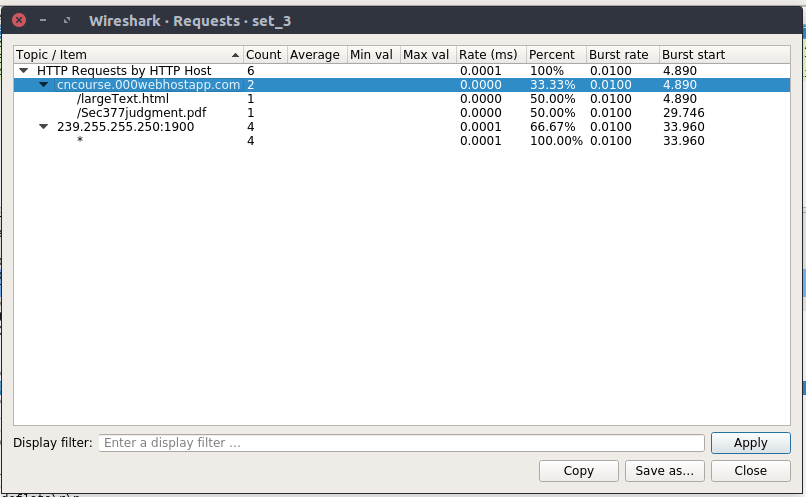 Wireshark · Requests · set_3
Topic / Item Count Average Min val Max val Rate (ms) Percent Burst rate Burst start
HTTP Requests by HTTP Host 6 0.0001 100% 0.0100 4.890
cncourse.000webhostapp.com 2 0.0000 33.33% 0.0100 4.890
/largeText.html 1 0.0000 50.00% 0.0100 4.890
/Sec377judgment.pdf 1 0.0000 50.00% 0.0100 29.746
239.255.255.250:1900 4 0.0001 66.67% 0.0100 33.960
* 4 0.0001 100.00% 0.0100 33.960
Display filter: Enter a display filter … Apply
Copy Save as… Close